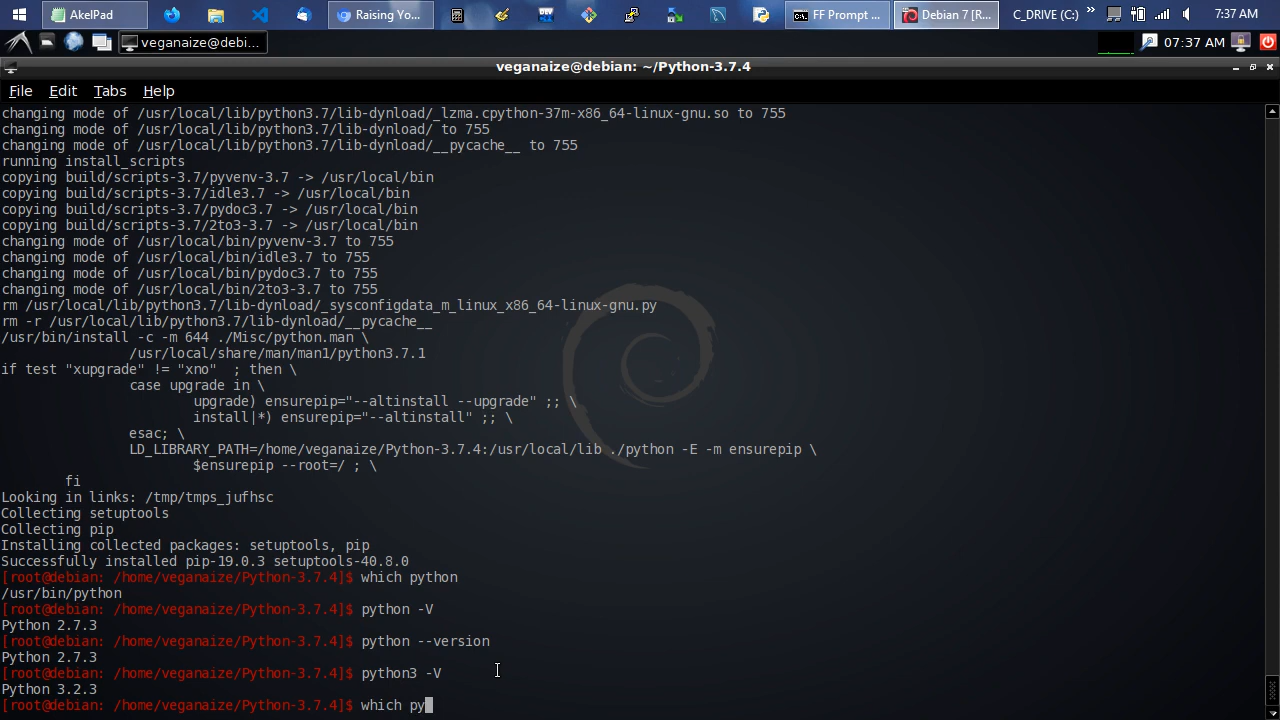 AkelPad
Raising Yo...
FF Prompt ...
Debian 7 [R...
C_DRIVE (C:)
7:37 AM
veganaize@debi...
07:37 AM
veganaize@debian: ~/Python-3.7.4
File Edit Tabs Help
changing mode of /usr/local/lib/python3.7/lib-dynload/_lzma.cpython-37m-x86_64-linux-gnu.so to 755
changing mode of /usr/local/lib/python3.7/lib-dynload/ to 755
changing mode of /usr/local/lib/python3.7/lib-dynload/__pycache__ to 755
running install_scripts
copying build/scripts-3.7/pyvenv-3.7 -> /usr/local/bin
copying build/scripts-3.7/idle3.7 -> /usr/local/bin
copying build/scripts-3.7/pydoc3.7 -> /usr/local/bin
copying build/scripts-3.7/2to3-3.7 -> /usr/local/bin
changing mode of /usr/local/bin/pyvenv-3.7 to 755
changing mode of /usr/local/bin/idle3.7 to 755
changing mode of /usr/local/bin/pydoc3.7 to 755
changing mode of /usr/local/bin/2to3-3.7 to 755
rm /usr/local/lib/python3.7/lib-dynload/_sysconfigdata_m_linux_x86_64-linux-gnu.py
rm -r /usr/local/lib/python3.7/lib-dynload/__pycache__
/usr/bin/install -c -m 644 ./Misc/python.man \
/usr/local/share/man/man1/python3.7.1
if test "xupgrade" != "xno"  ; then \
case upgrade in \
upgrade) ensurepip="--altinstall --upgrade" ;; \
install|*) ensurepip="--altinstall" ;; \
esac; \
LD_LIBRARY_PATH=/home/veganaize/Python-3.7.4:/usr/local/lib ./python -E -m ensurepip \
$ensurepip --root=/ ; \
fi
Looking in links: /tmp/tmps_jufhsc
Collecting setuptools
Collecting pip
Installing collected packages: setuptools, pip
Successfully installed pip-19.0.3 setuptools-40.8.0
[root@debian: /home/veganaize/Python-3.7.4]$ which python
/usr/bin/python
[root@debian: /home/veganaize/Python-3.7.4]$ python -V
Python 2.7.3
[root@debian: /home/veganaize/Python-3.7.4]$ python --version
Python 2.7.3
[root@debian: /home/veganaize/Python-3.7.4]$ python3 -V
Python 3.2.3
[root@debian: /home/veganaize/Python-3.7.4]$ which py